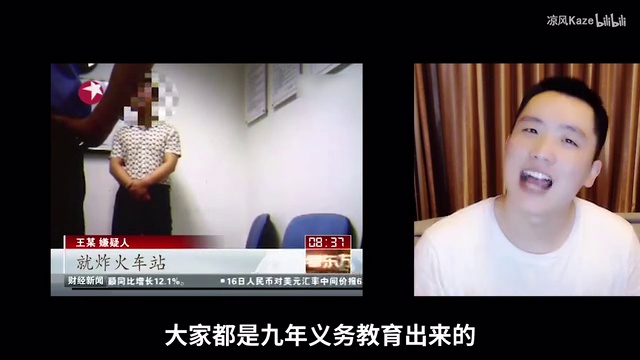 凉风Kaze bilibili
王某 嫌疑人
08:37
就炸火车站
财经新闻 额同比增长12.1%。 ●16日人民币对美元汇率中间价报6
大家都是九年义务教育出来的